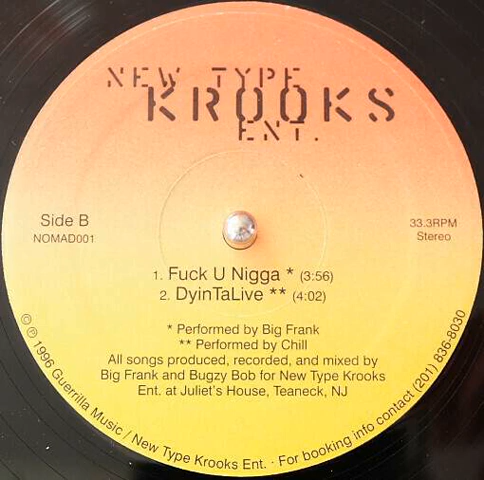 NEW TYPE
KROOKS
ENT.
Side B
NOMAD001
33.3RPM
Stereo
1. Fuck U Nigga * (3:56)
2. DyinTaLive ** (4:02)
* Performed by Big Frank
** Performed by Chill
All songs produced, recorded, and mixed by
Big Frank and Bugzy Bob for New Type Krooks
Ent. at Juliet's House, Teaneck, NJ
© ℗ 1996 Guerrilla Music / New Type Krooks Ent. · For booking info contact (201) 836-8030